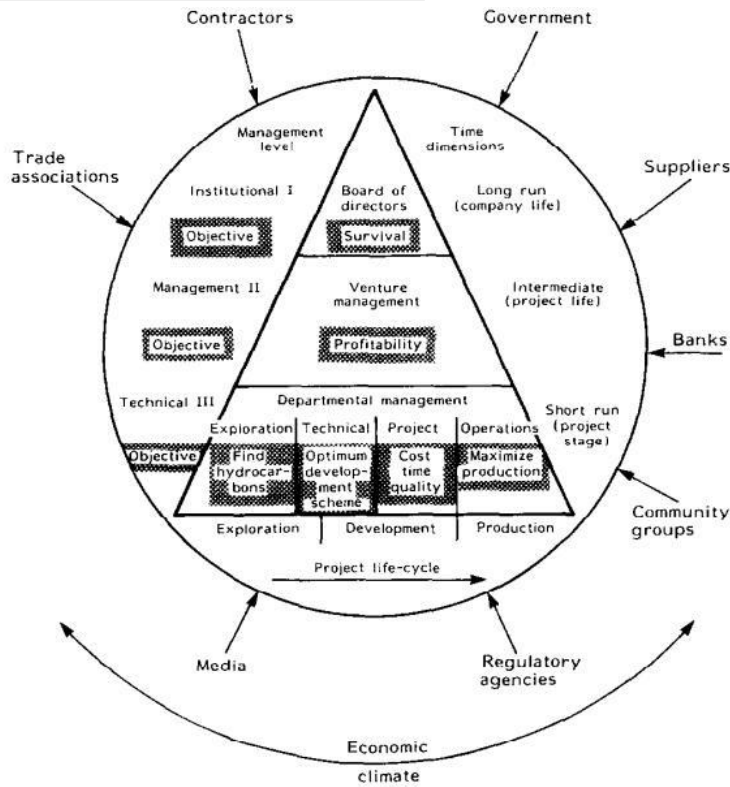 Contractors
Government
Trade
associations
Suppliers
Banks
Community
groups
Regulatory
agencies
Media
Economic
climate
Management
level
Time
dimensions
Institutional I
Objective
Board of
directors
Survival
Long run
(company life)
Management II
Objective
Venture
management
Profitability
Intermediate
(project life)
Technical III
Objective
Departmental management
Exploration
Find
hydrocar-
bons
Technical
Optimum
develop-
ment
scheme
Project
Cost
time
quality
Operations
Maximize
production
Short run
(project
stage)
Exploration
Development
Production
Project life-cycle